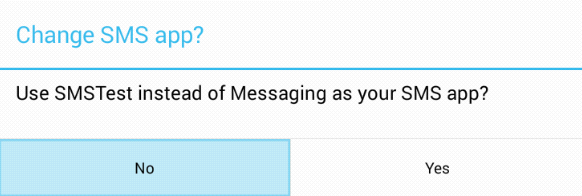 Change SMS app?
Use SMSTest instead of Messaging as your SMS app?
No
Yes